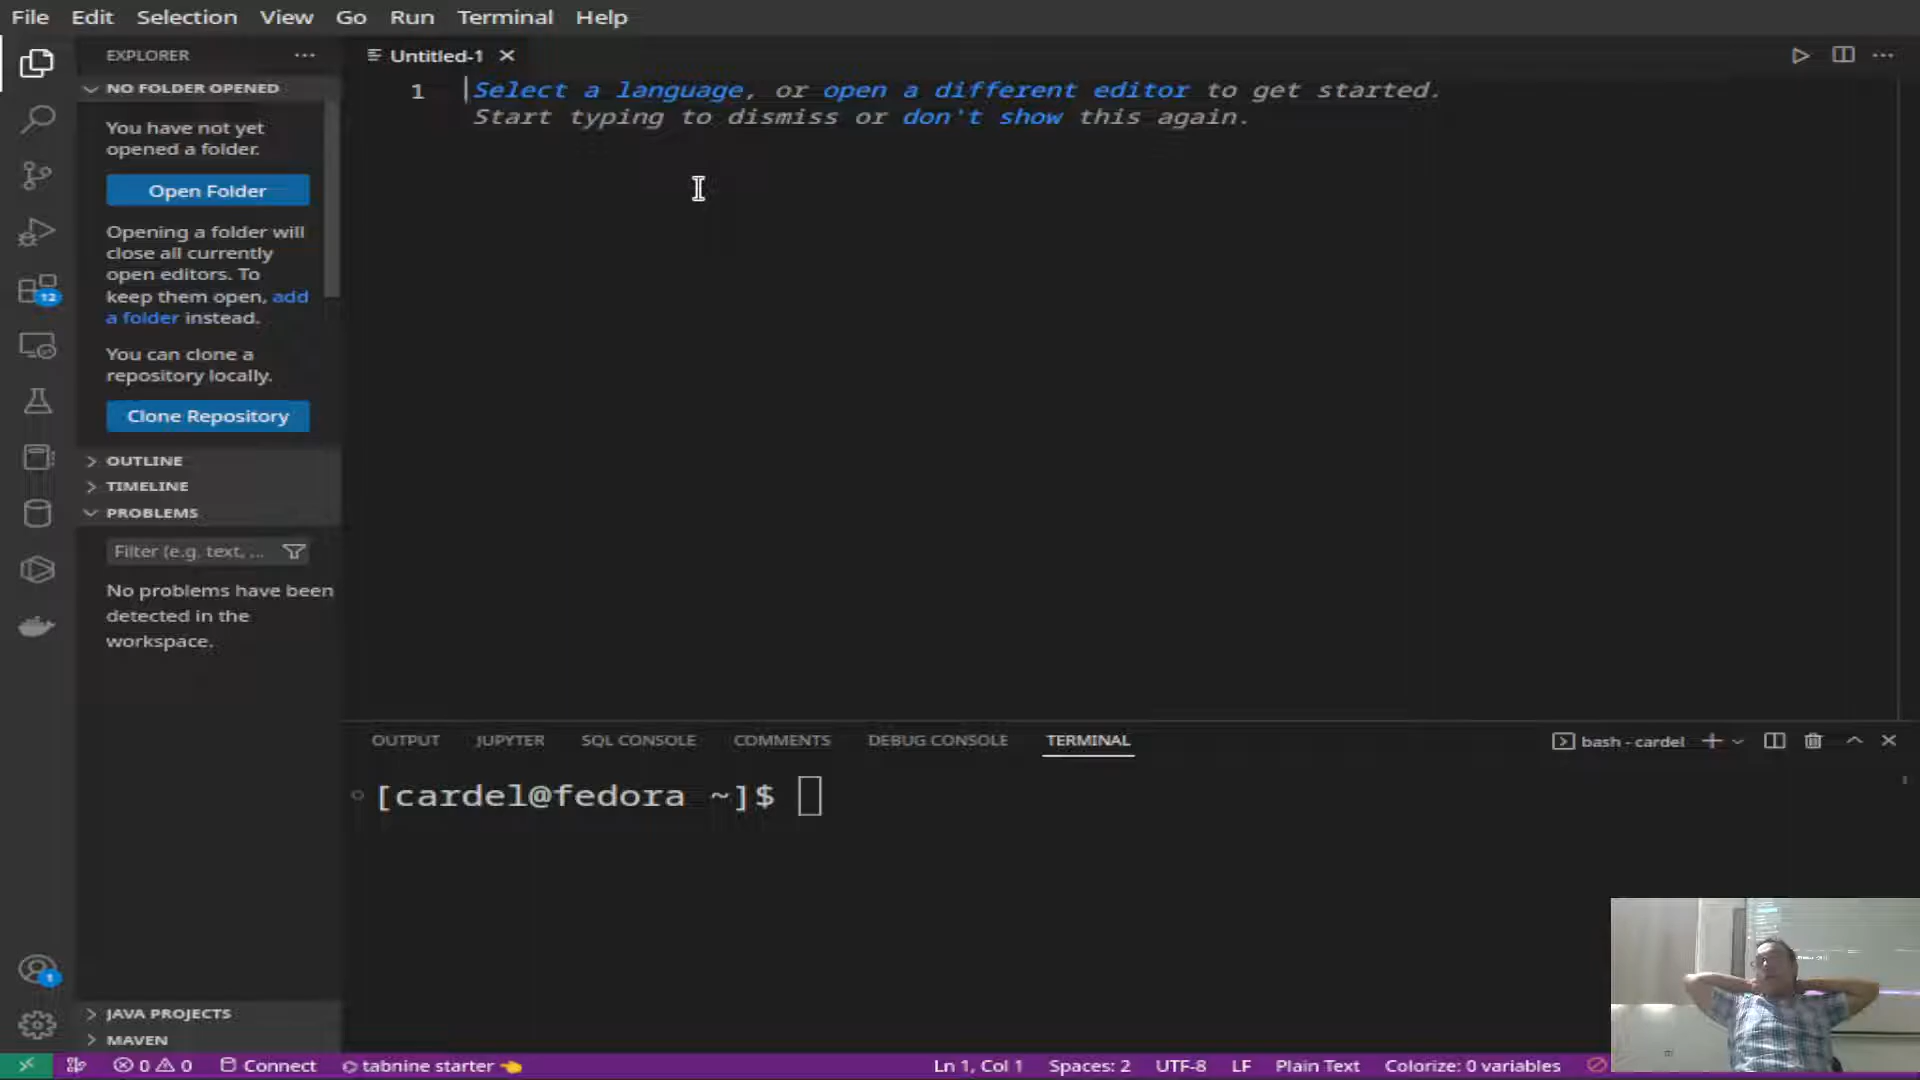 File Edit Selection View Go Run Terminal Help
EXPLORER
Untitled-1
NO FOLDER OPENED
You have not yet
opened a folder.
Open Folder
Opening a folder will
close all currently
open editors. To
keep them open, add
a folder instead.
You can clone a
repository locally.
Clone Repository
OUTLINE
TIMELINE
PROBLEMS
Filter (e.g. text, ...
No problems have been
detected in the
workspace.
JAVA PROJECTS
MAVEN
12
1
1 Select a language, or open a different editor to get started.
Start typing to dismiss or don't show this again.
OUTPUT JUPYTER SQL CONSOLE COMMENTS DEBUG CONSOLE TERMINAL
bash - cardel
[cardel@fedora ~]$
0 0 Connect tabnine starter Ln 1, Col 1 Spaces: 2 UTF-8 LF Plain Text Colorize: 0 variables